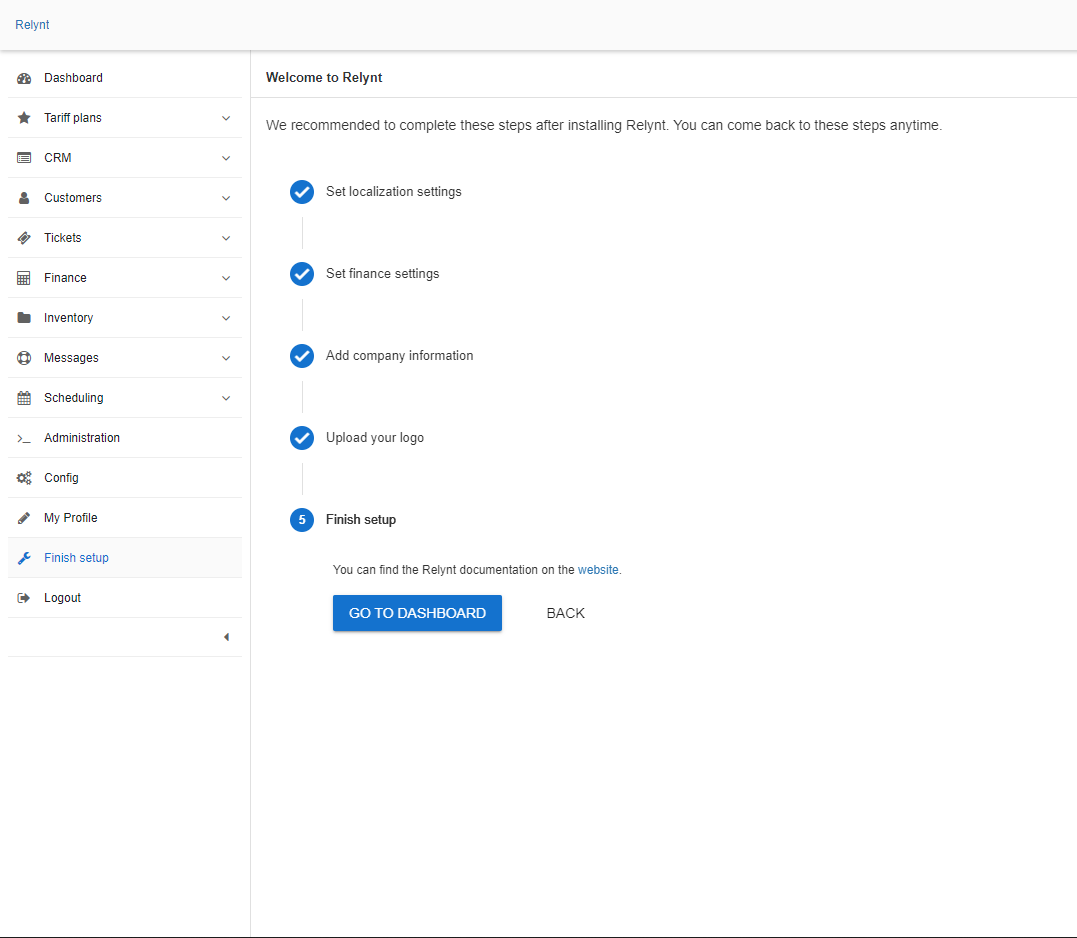 Relynt
Dashboard
Tariff plans
CRM
Customers
Tickets
Finance
Inventory
Messages
Scheduling
Administration
Config
My Profile
Finish setup
Logout
Welcome to Relynt
We recommended to complete these steps after installing Relynt. You can come back to these steps anytime.
Set localization settings
Set finance settings
Add company information
Upload your logo
5 Finish setup
You can find the Relynt documentation on the website.
GO TO DASHBOARD BACK